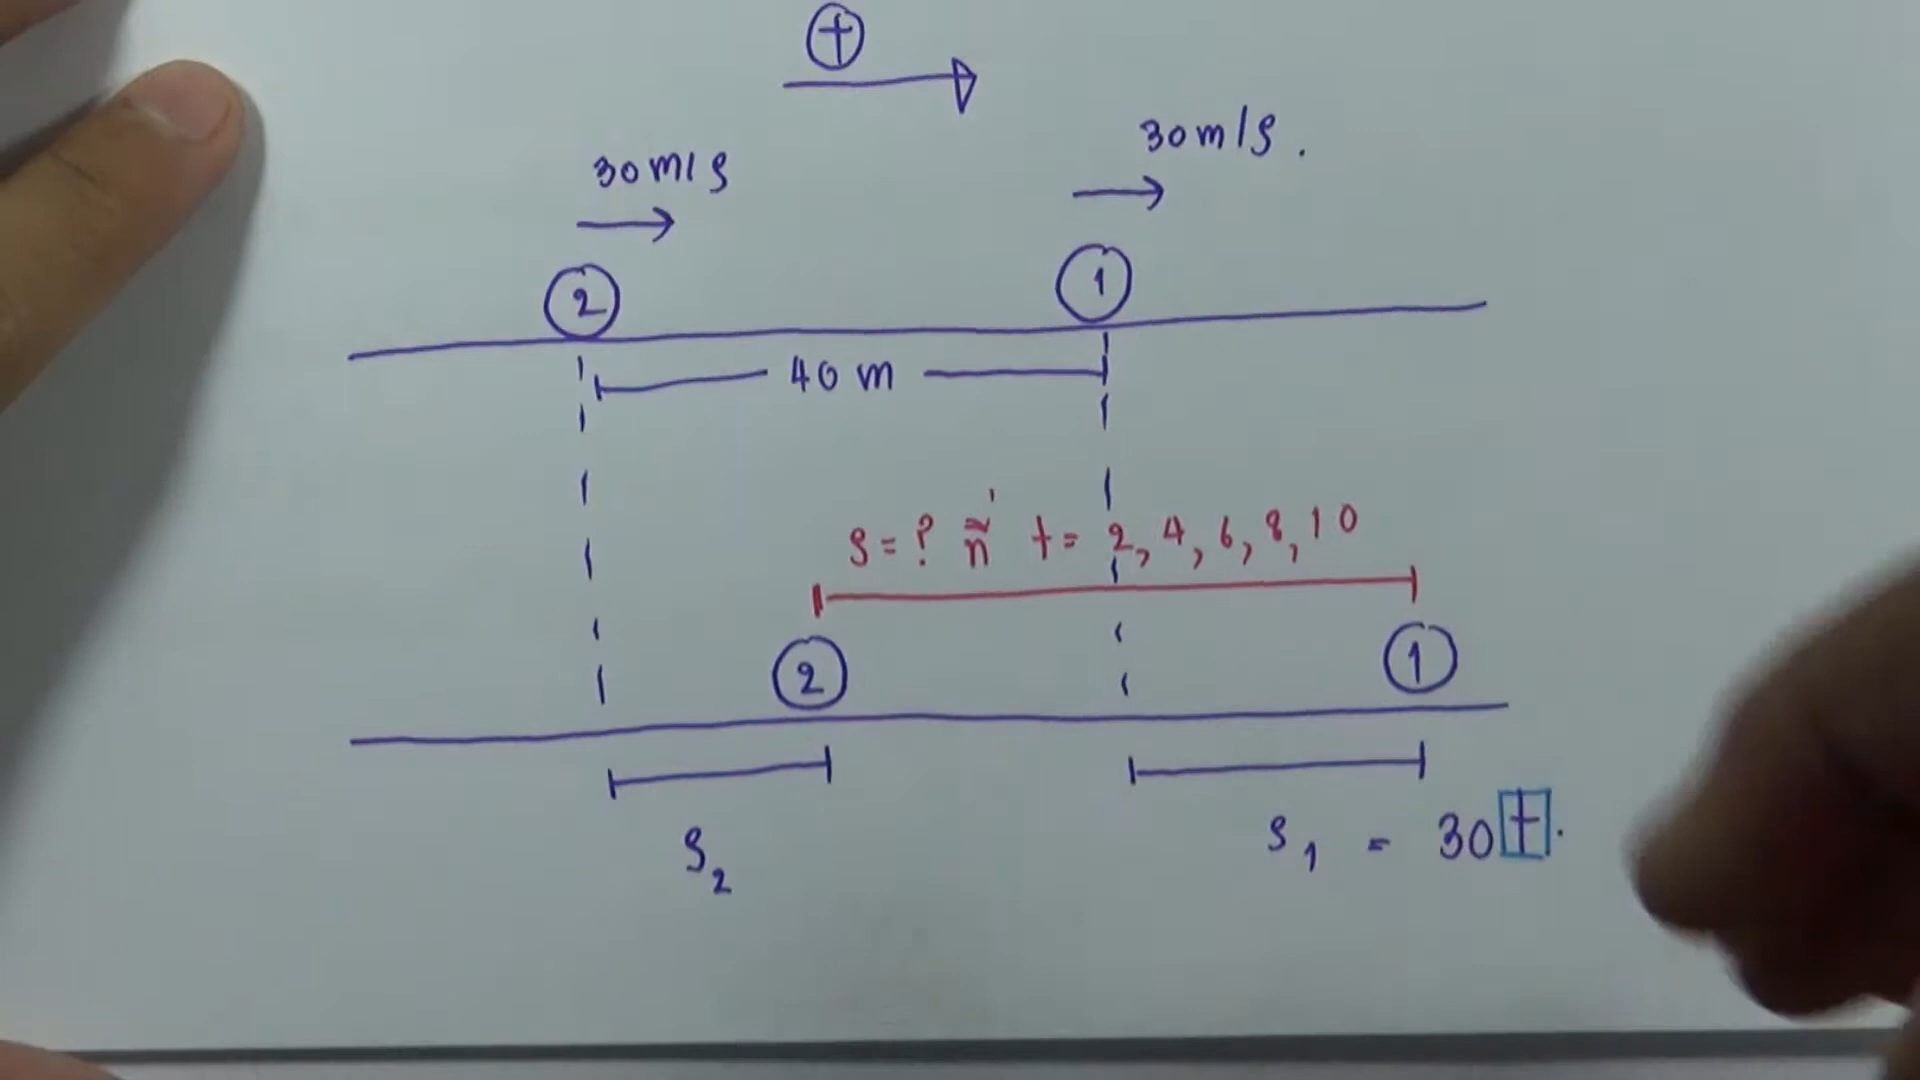 +
30 m/s.
30 m/s
2
1
40 m
s = ? ที่ t = 2, 4, 6, 8, 10
2
1
s₂
s₁ = 30t.